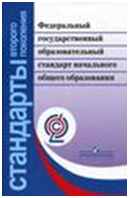 стандарты
второго поколения
Федеральный
государственный
образовательный
стандарт начального
общего образования